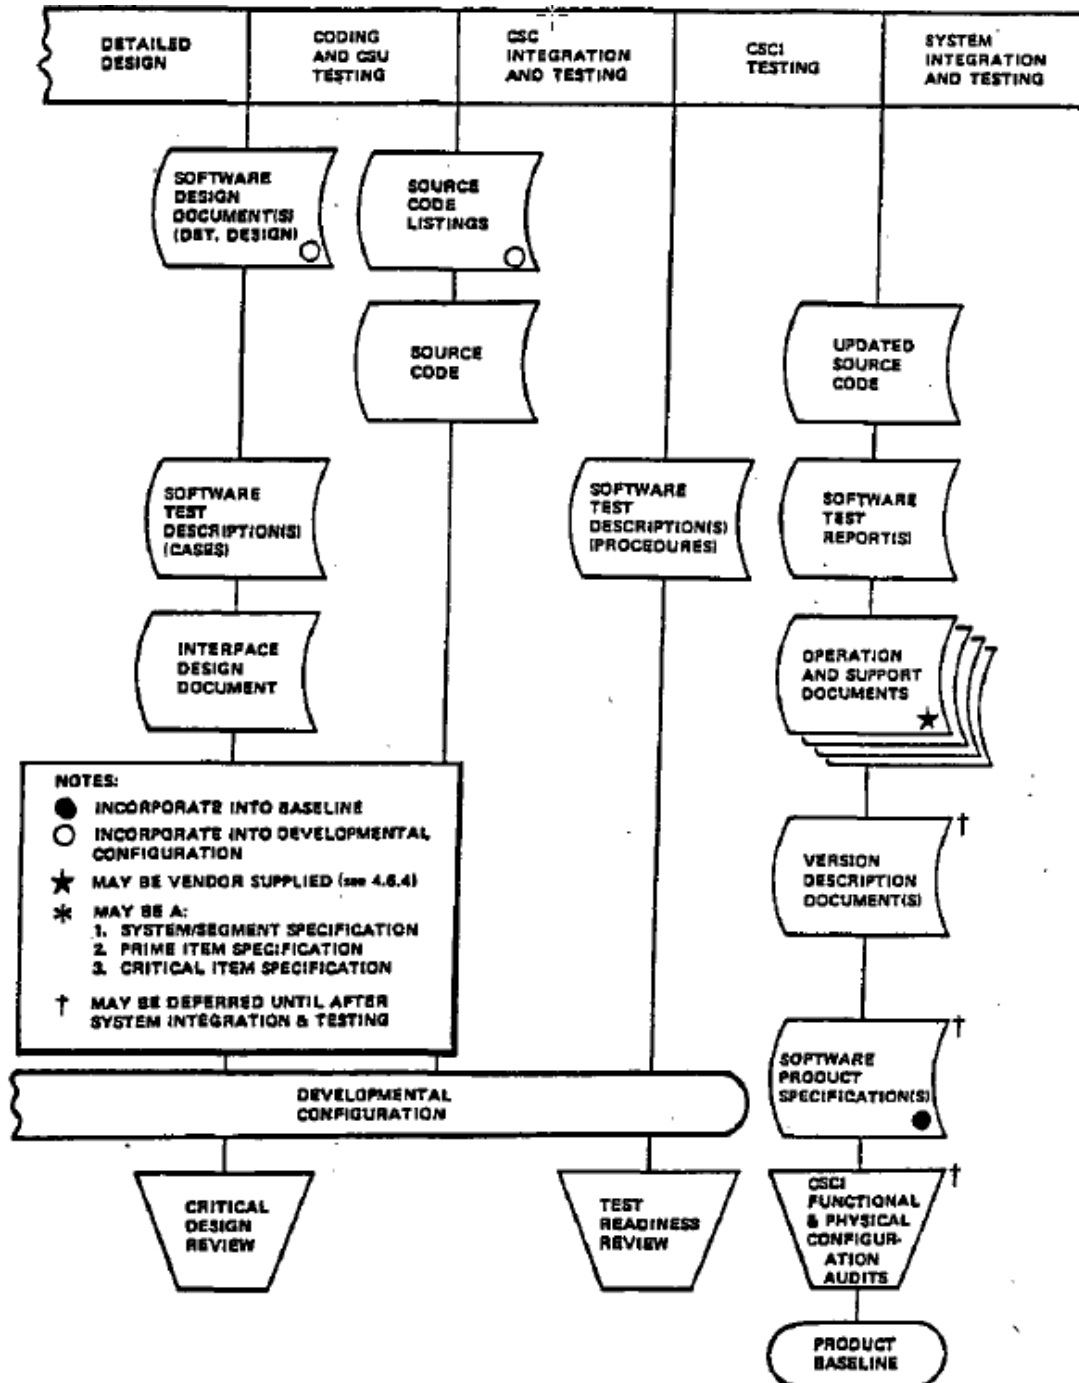 DETAILED
DESIGN
CODING
AND CSU
TESTING
CSC
INTEGRATION
AND TESTING
CSCI
TESTING
SYSTEM
INTEGRATION
AND TESTING
SOFTWARE
DESIGN
DOCUMENT(S)
(DET. DESIGN)
SOURCE
CODE
LISTINGS
SOURCE
CODE
UPDATED
SOURCE
CODE
SOFTWARE
TEST
DESCRIPTION(S)
(CASES)
SOFTWARE
TEST
DESCRIPTION(S)
(PROCEDURES)
SOFTWARE
TEST
REPORT(S)
INTERFACE
DESIGN
DOCUMENT
OPERATION
AND SUPPORT
DOCUMENTS
★
NOTES:
● INCORPORATE INTO BASELINE
○ INCORPORATE INTO DEVELOPMENTAL
CONFIGURATION
★ MAY BE VENDOR SUPPLIED (see 4.6.4)
* MAY BE A:
1. SYSTEM/SEGMENT SPECIFICATION
2. PRIME ITEM SPECIFICATION
3. CRITICAL ITEM SPECIFICATION
† MAY BE DEFERRED UNTIL AFTER
SYSTEM INTEGRATION & TESTING
VERSION
DESCRIPTION
DOCUMENT(S)
†
SOFTWARE
PRODUCT
SPECIFICATION(S)
†
DEVELOPMENTAL
CONFIGURATION
CRITICAL
DESIGN
REVIEW
TEST
READINESS
REVIEW
CSCI
FUNCTIONAL
& PHYSICAL
CONFIGUR-
ATION
AUDITS
†
PRODUCT
BASELINE